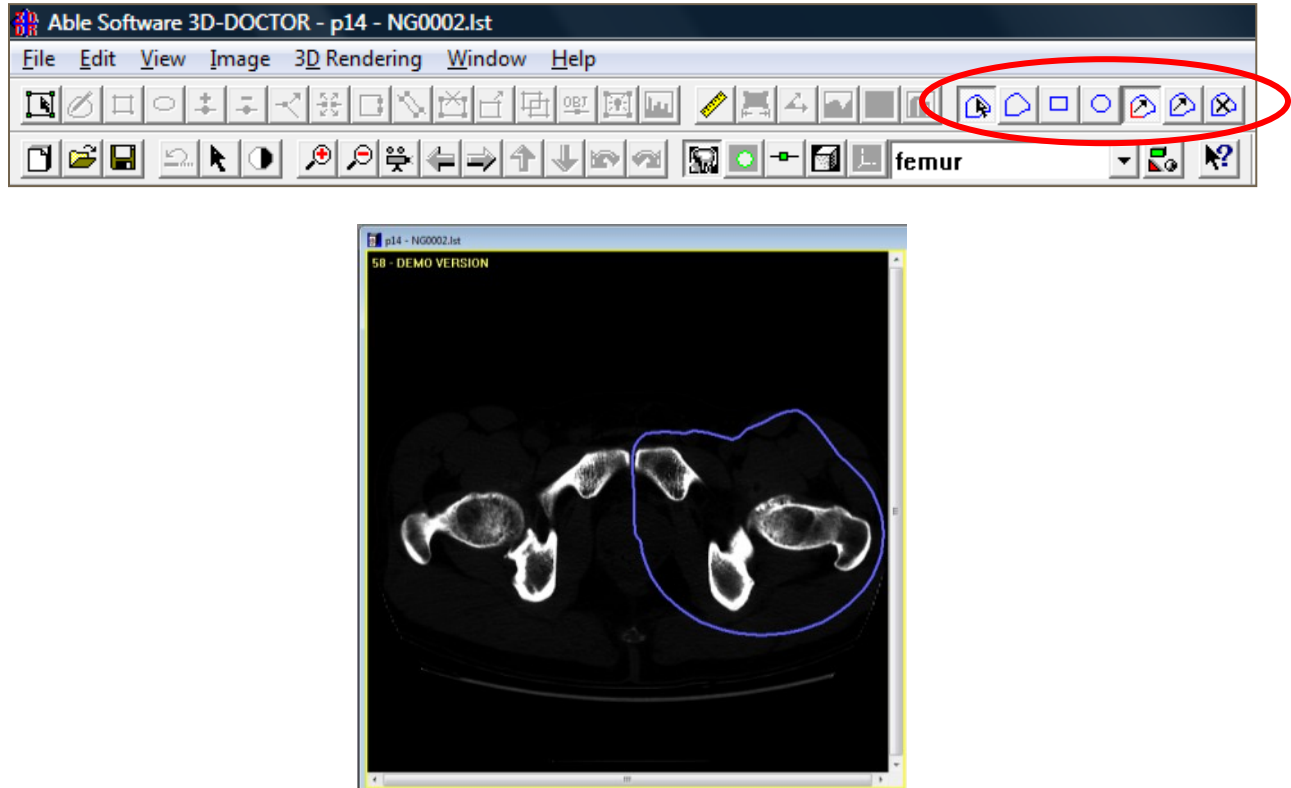 Able Software 3D-DOCTOR - p14 - NG0002.lst
File Edit View Image 3D Rendering Window Help
OBJ
femur
p14 - NG0002.lst
58 - DEMO VERSION